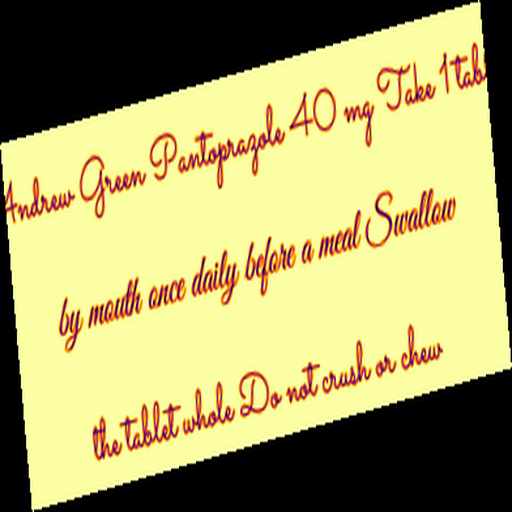 Andrew Green Pantoprazole 40 mg Take 1 tab
by mouth once daily before a meal Swallow
the tablet whole Do not crush or chew